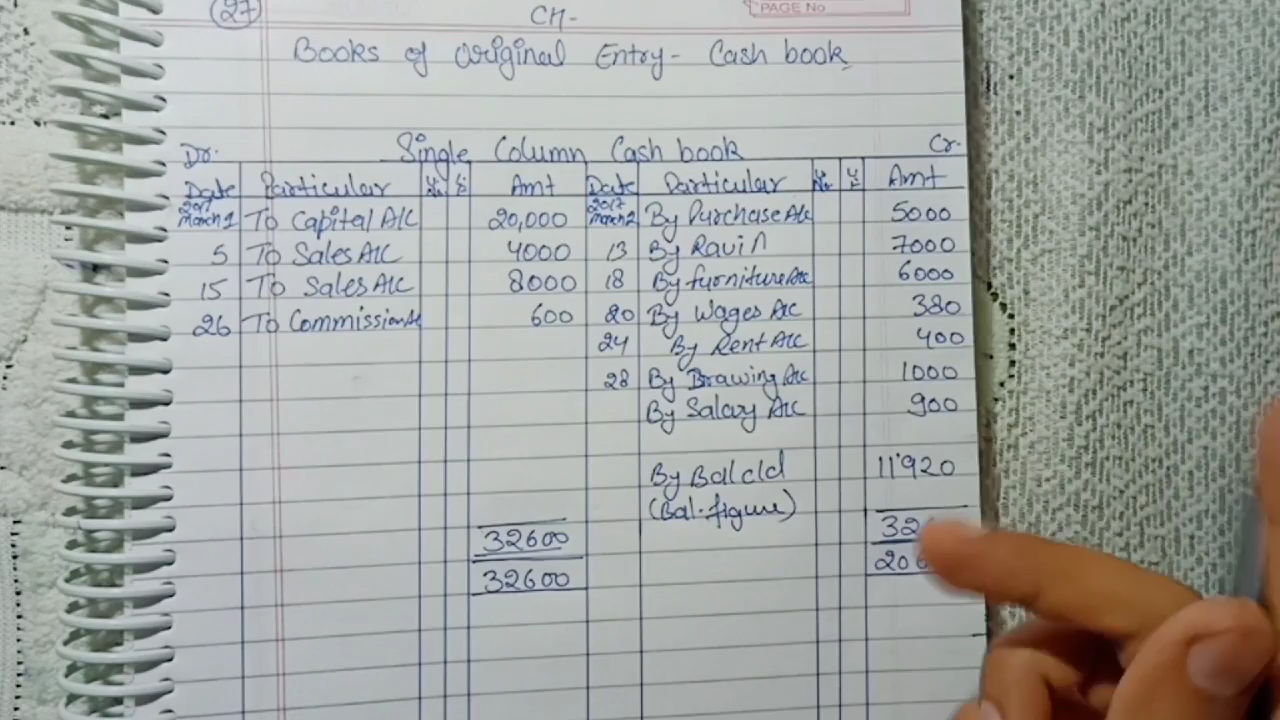 27
CH-
PAGE No
Books of Original Entry - Cash book
Dr. Single Column Cash book Cr.
Date Particular Amt Date Particular Amt
2017 March 1 To Capital A/C 20,000 2017 March 2 By Purchase A/c 5000
5 To Sales A/C 4000 13 By Ravi 7000
15 To Sales A/C 8000 18 By furniture A/c 6000
26 To Commission A/c 600 20 By Wages A/c 380
24 By Rent A/c 400
28 By Drawing A/c 1000
By Salary A/c 900
By Bal c/d 11920
(Bal. figure)
32600
32600